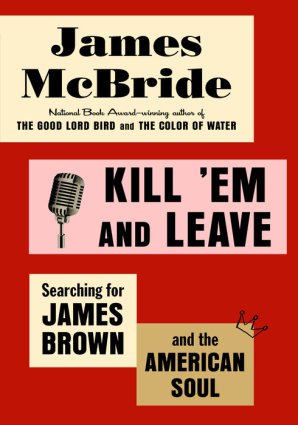 James
McBride
National Book Award–winning author of
THE GOOD LORD BIRD and THE COLOR OF WATER
KILL ’EM
AND LEAVE
Searching for
JAMES
BROWN
and the
AMERICAN
SOUL